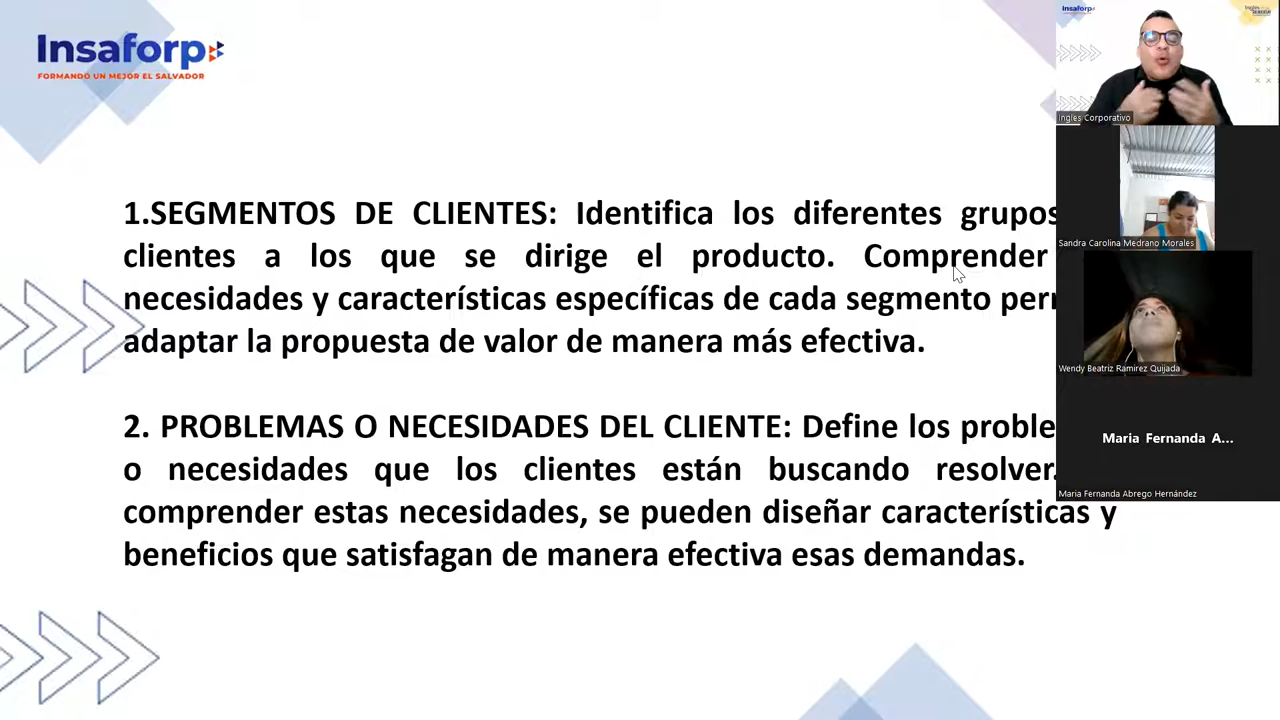 Insaforp
FORMANDO UN MEJOR EL SALVADOR
1.SEGMENTOS DE CLIENTES: Identifica los diferentes grupos
clientes a los que se dirige el producto. Comprender
necesidades y características específicas de cada segmento
adaptar la propuesta de valor de manera más efectiva.
2. PROBLEMAS O NECESIDADES DEL CLIENTE: Define los
o necesidades que los clientes están buscando resolver.
comprender estas necesidades, se pueden diseñar características y
beneficios que satisfagan de manera efectiva esas demandas.
Insaforp
Ingles Corporativo
Sandra Carolina Medrano Morales
Wendy Beatriz Ramirez Quijada
Maria Fernanda A...
Maria Fernanda Abrego Hernández